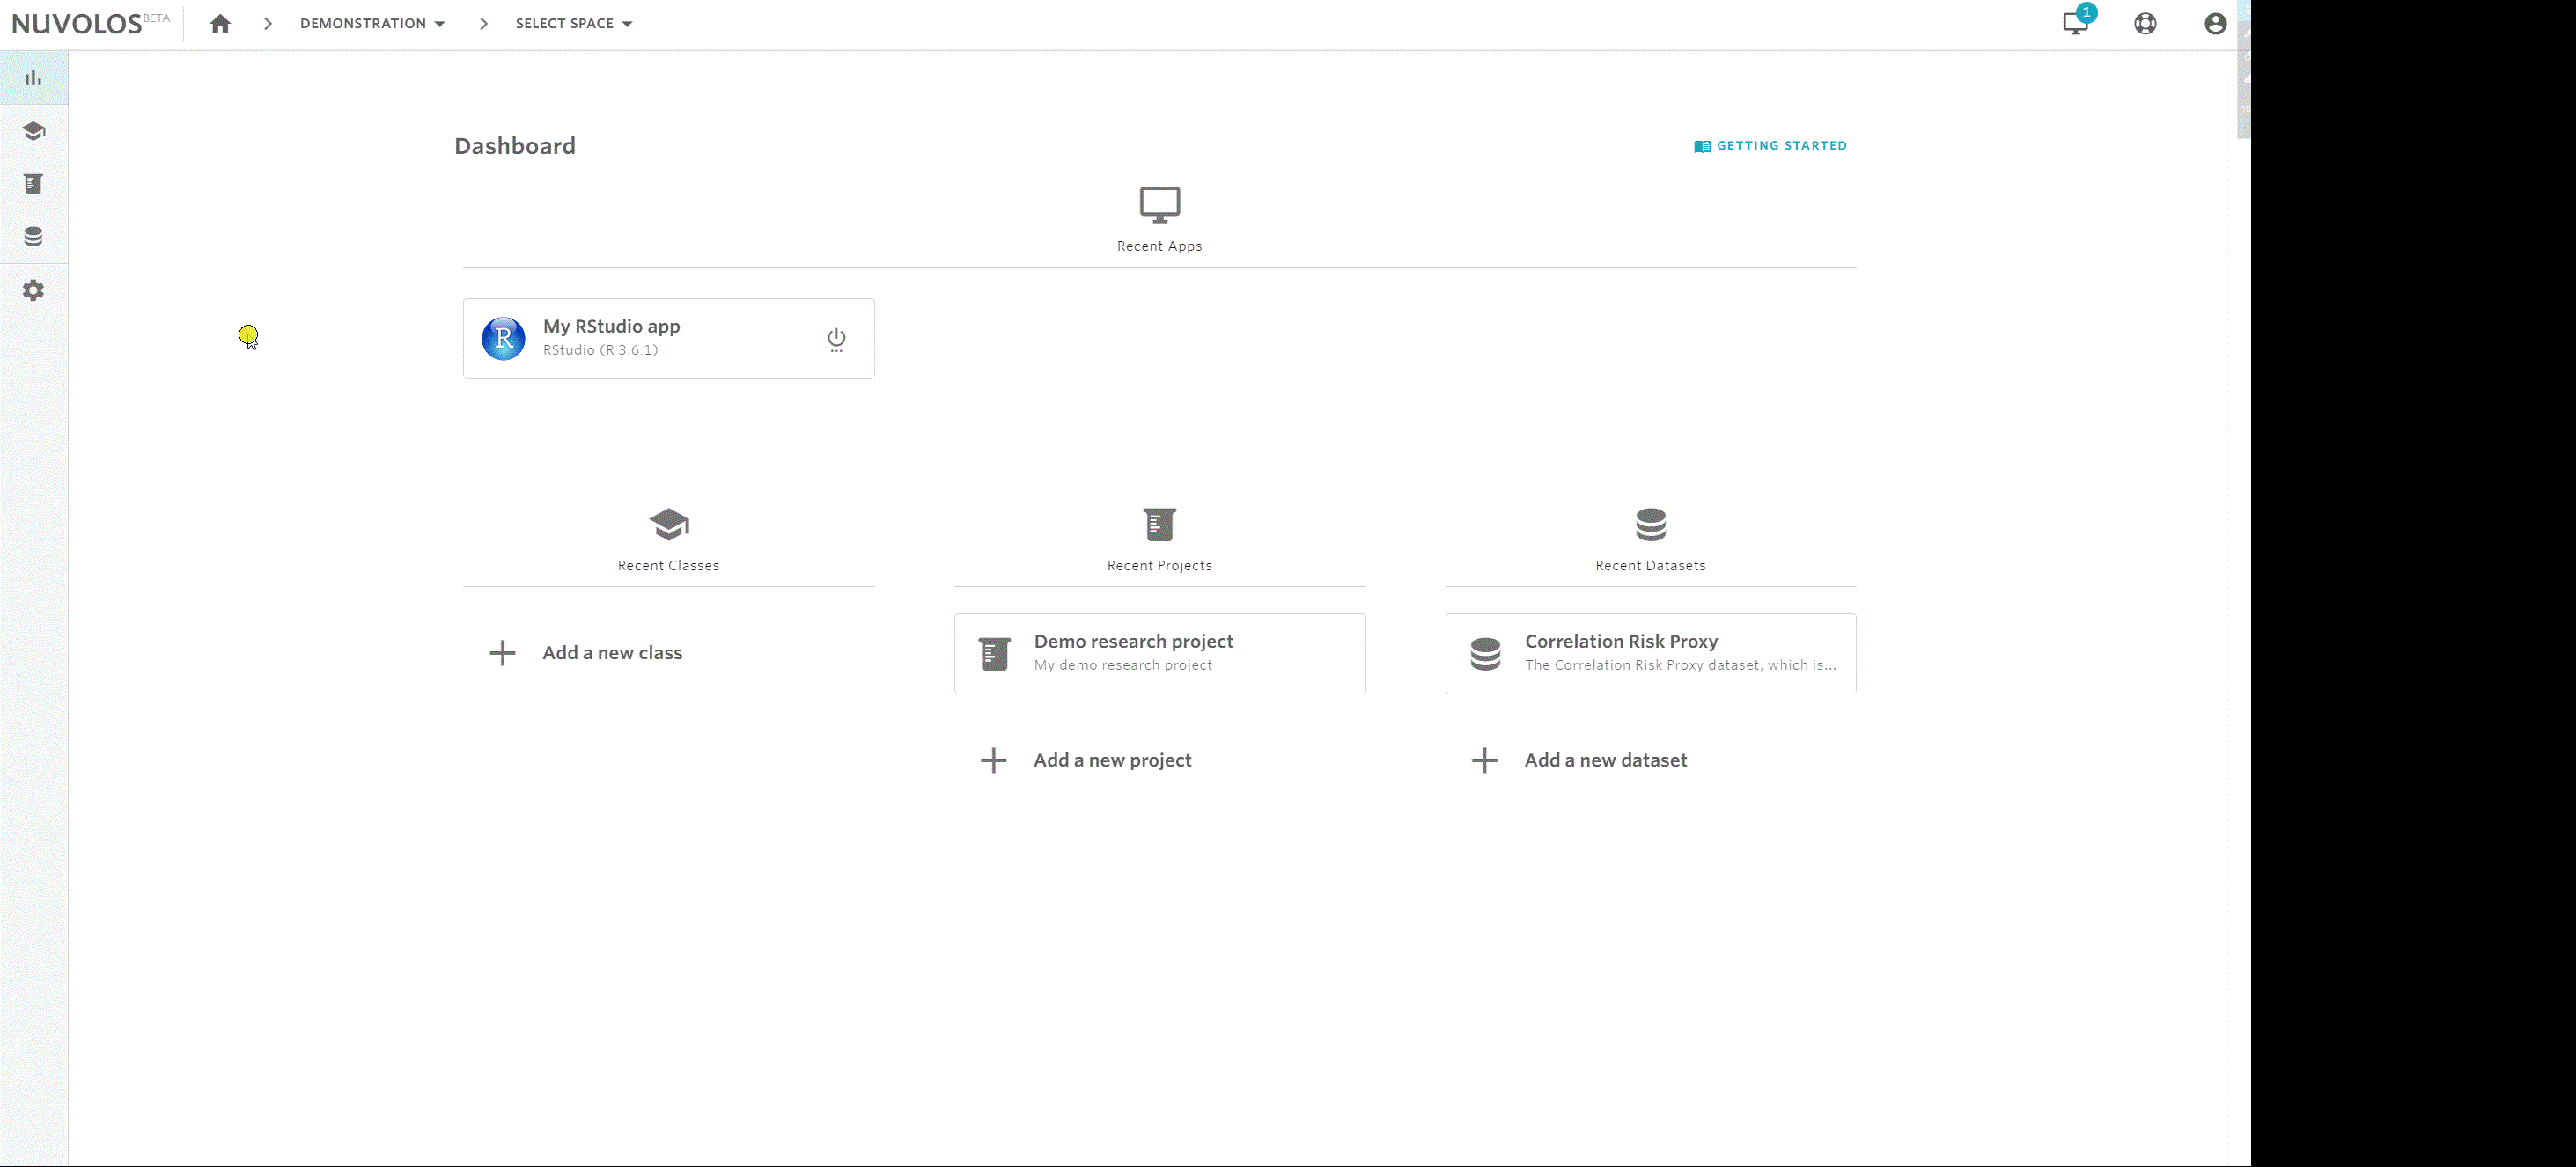 NUVOLOS BETA
DEMONSTRATION
SELECT SPACE
1
Dashboard
GETTING STARTED
Recent Apps
R
My RStudio app
RStudio (R 3.6.1)
Recent Classes
Recent Projects
Recent Datasets
Add a new class
Demo research project
My demo research project
Correlation Risk Proxy
The Correlation Risk Proxy dataset, which is...
Add a new project
Add a new dataset